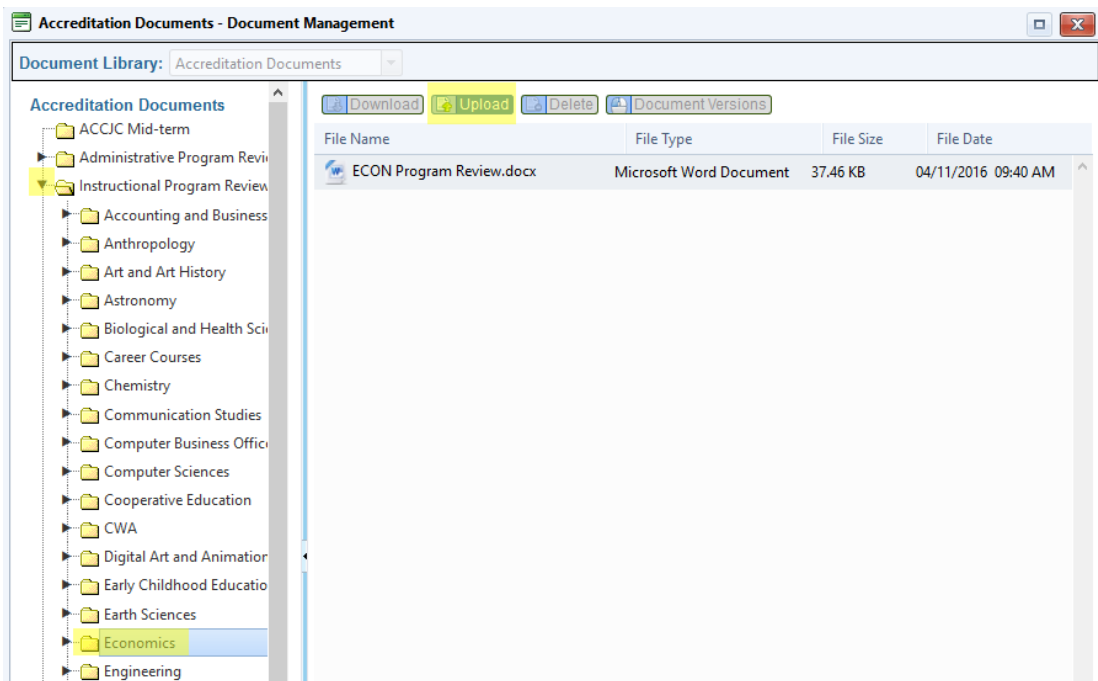 Accreditation Documents - Document Management
Document Library: Accreditation Documents
Accreditation Documents
ACCJC Mid-term
Administrative Program Revi
Instructional Program Review
Accounting and Business
Anthropology
Art and Art History
Astronomy
Biological and Health Sci
Career Courses
Chemistry
Communication Studies
Computer Business Offic
Computer Sciences
Cooperative Education
CWA
Digital Art and Animation
Early Childhood Educatio
Earth Sciences
Economics
Engineering
Download Upload Delete Document Versions
File Name File Type File Size File Date
ECON Program Review.docx Microsoft Word Document 37.46 KB 04/11/2016 09:40 AM